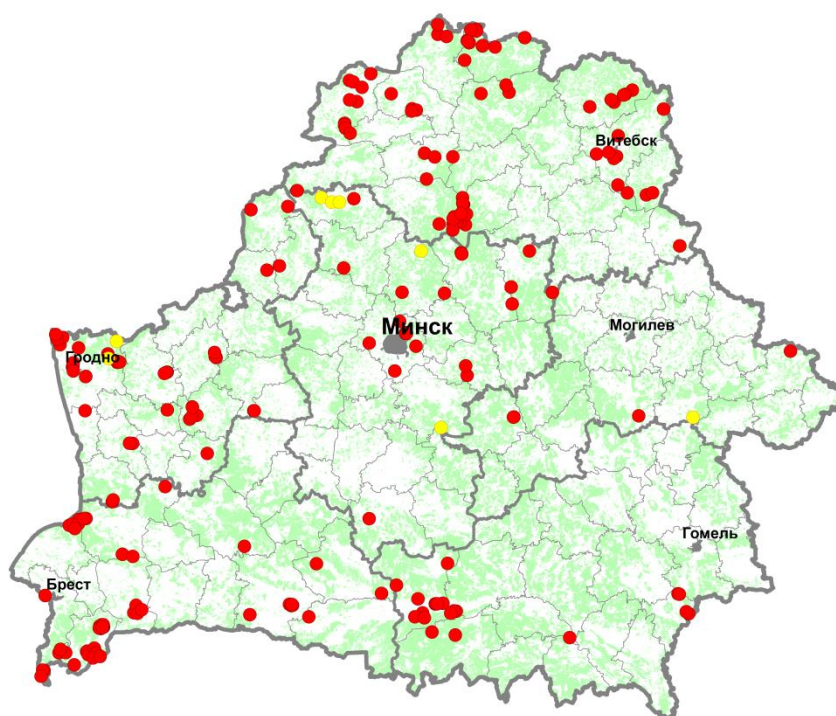 Витебск
Минск
Могилев
Гродно
Гомель
Брест